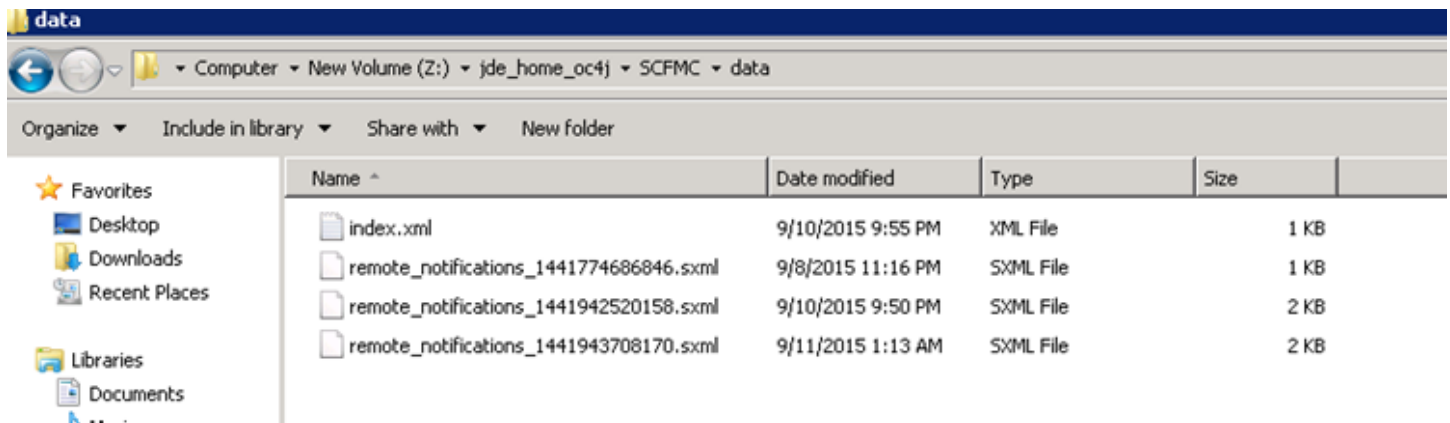 data
Computer New Volume (Z:) jde_home_oc4j SCFMC data
Organize Include in library Share with New folder
Favorites
Desktop
Downloads
Recent Places
Libraries
Documents
Name Date modified Type Size
index.xml 9/10/2015 9:55 PM XML File 1 KB
remote_notifications_1441774686846.sxml 9/8/2015 11:16 PM SXML File 1 KB
remote_notifications_1441942520158.sxml 9/10/2015 9:50 PM SXML File 2 KB
remote_notifications_1441943708170.sxml 9/11/2015 1:13 AM SXML File 2 KB